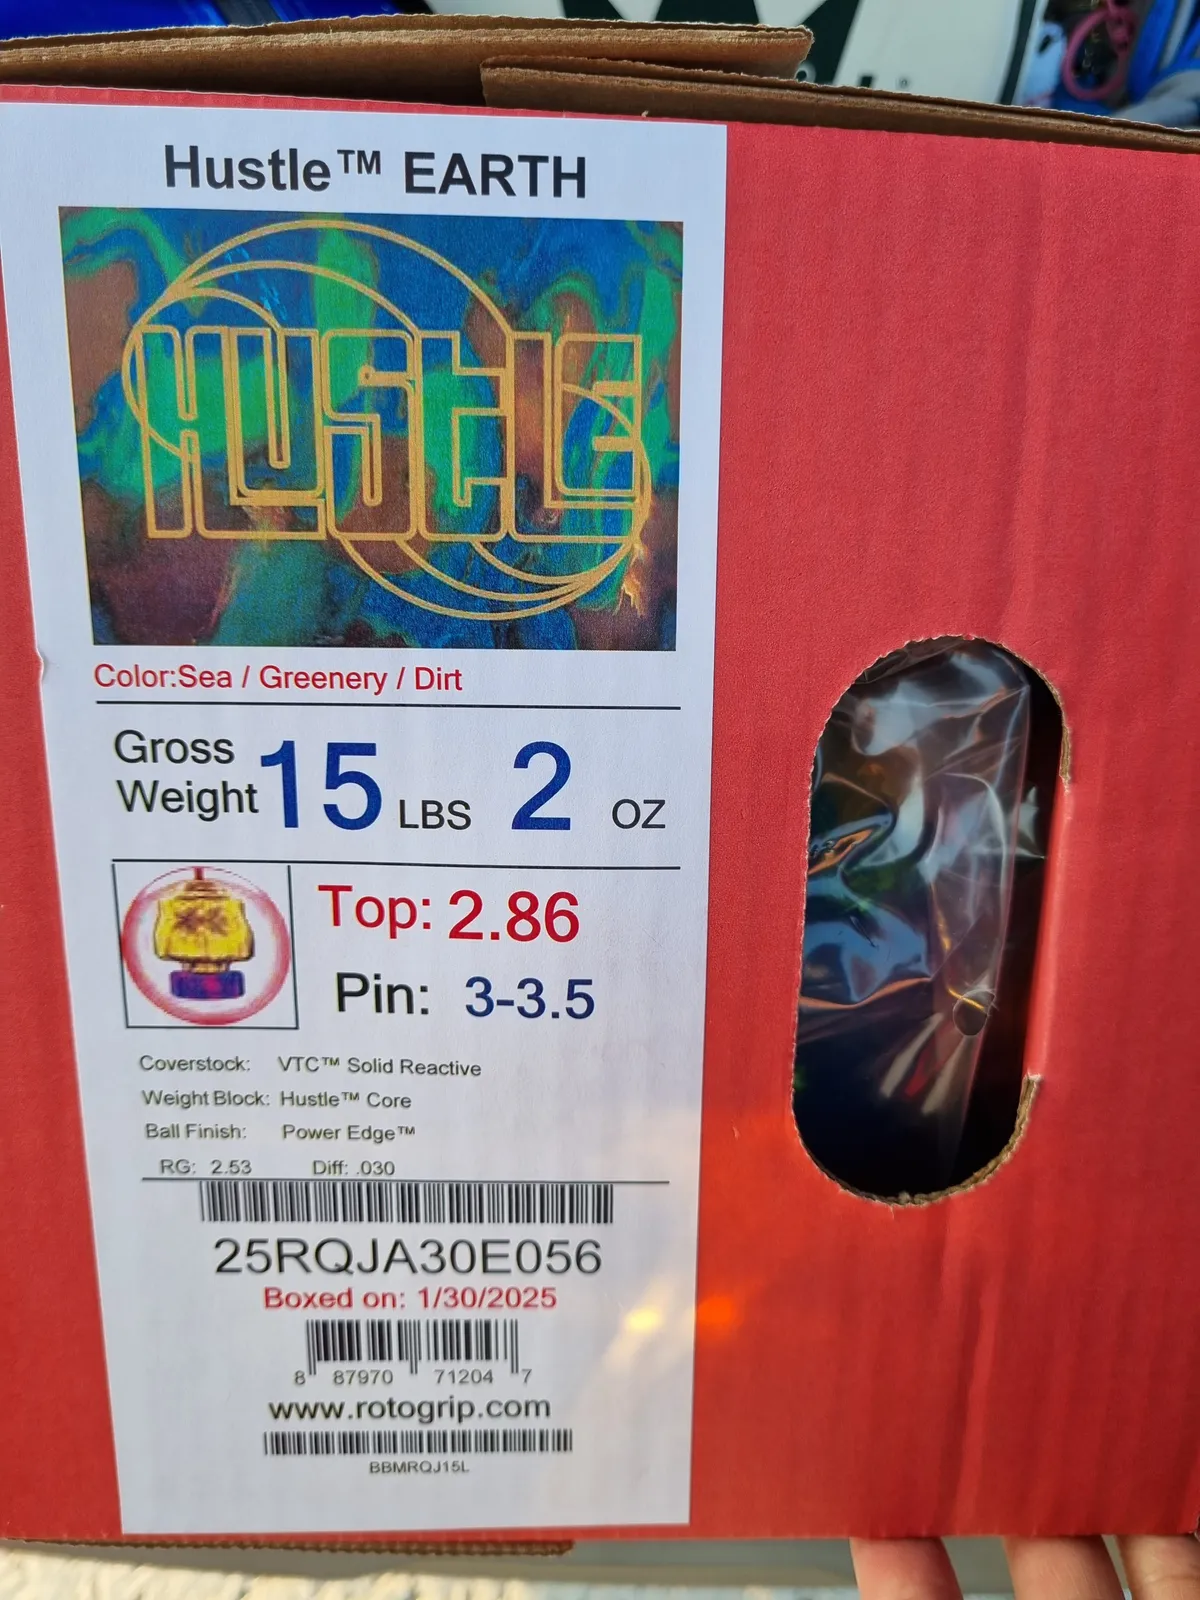 Hustle™ EARTH
HUSTLE
Color:Sea / Greenery / Dirt
Gross
Weight 15 LBS 2 OZ
Top: 2.86
Pin: 3-3.5
Coverstock: VTC™ Solid Reactive
Weight Block: Hustle™ Core
Ball Finish: Power Edge™
RG: 2.53 Diff: .030
25RQJA30E056
Boxed on: 1/30/2025
8 87970 71204 7
www.rotogrip.com
BBMRQJ15L